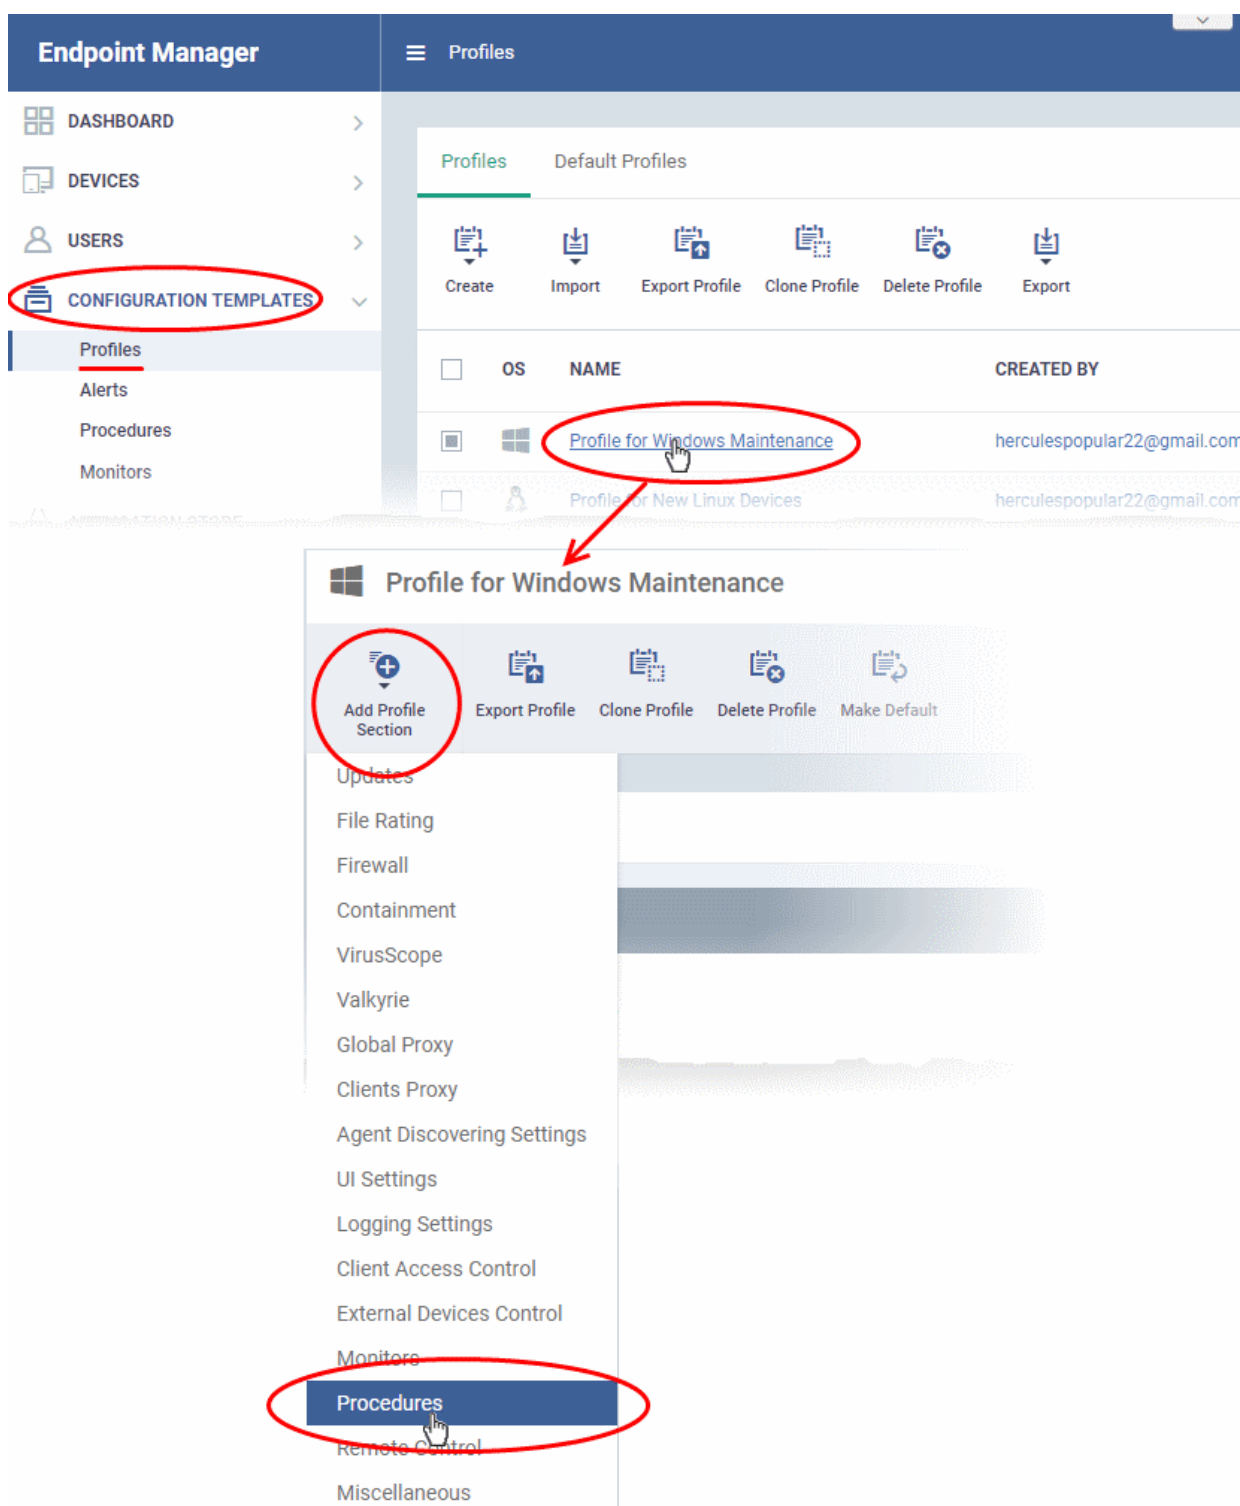 Endpoint Manager
Profiles
DASHBOARD
DEVICES
USERS
CONFIGURATION TEMPLATES
Profiles
Alerts
Procedures
Monitors
Profiles
Default Profiles
Create
Import
Export Profile
Clone Profile
Delete Profile
Export
OS
NAME
CREATED BY
Profile for Windows Maintenance
herculespopular22@gmail.com
Profile for New Linux Devices
herculespopular22@gmail.com
Profile for Windows Maintenance
Add Profile
Section
Export Profile
Clone Profile
Delete Profile
Make Default
Updates
File Rating
Firewall
Containment
VirusScope
Valkyrie
Global Proxy
Clients Proxy
Agent Discovering Settings
UI Settings
Logging Settings
Client Access Control
External Devices Control
Monitors
Procedures
Remote Control
Miscellaneous